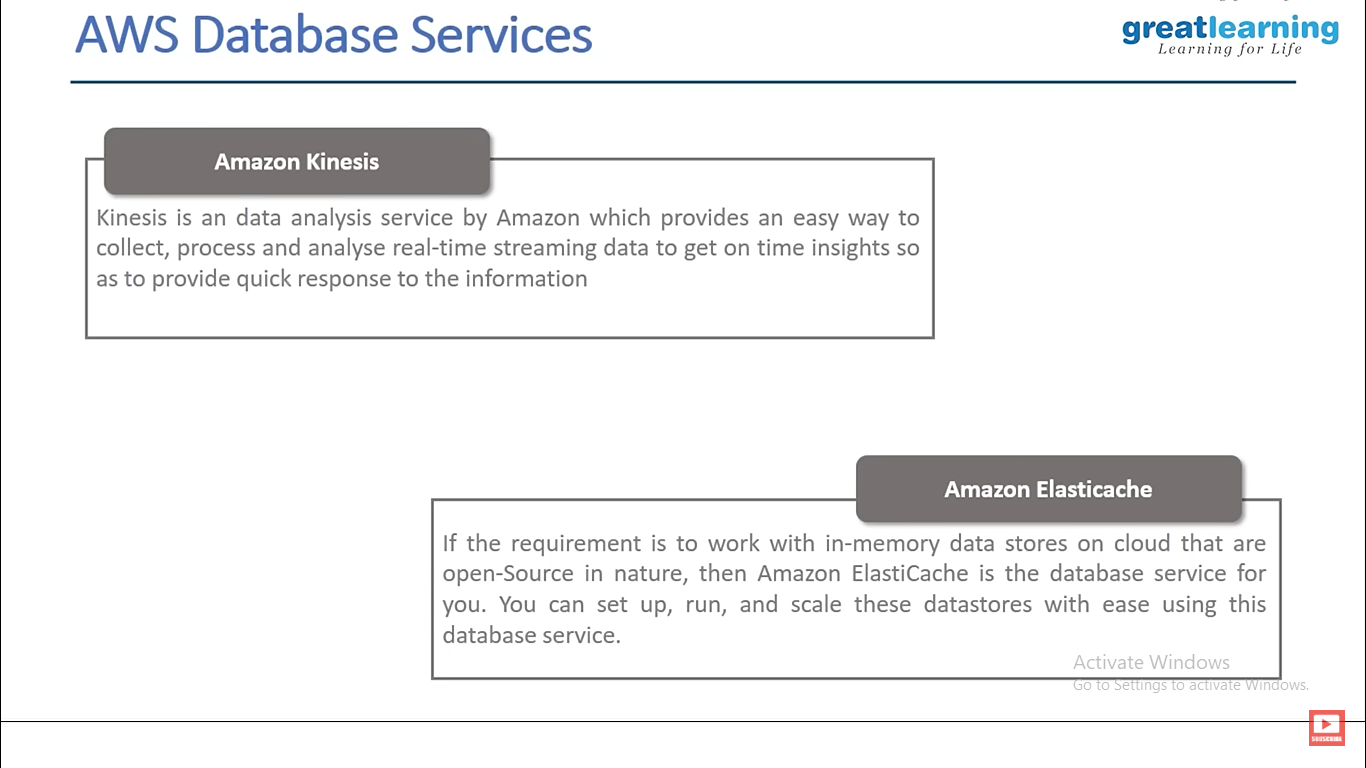 AWS Database Services
greatlearning
Learning for Life
Amazon Kinesis
Kinesis is an data analysis service by Amazon which provides an easy way to
collect, process and analyse real-time streaming data to get on time insights so
as to provide quick response to the information
Amazon Elasticache
If the requirement is to work with in-memory data stores on cloud that are
open-Source in nature, then Amazon ElastiCache is the database service for
you. You can set up, run, and scale these datastores with ease using this
database service.
Activate Windows
Go to Settings to activate Windows.
SUBSCRIBE